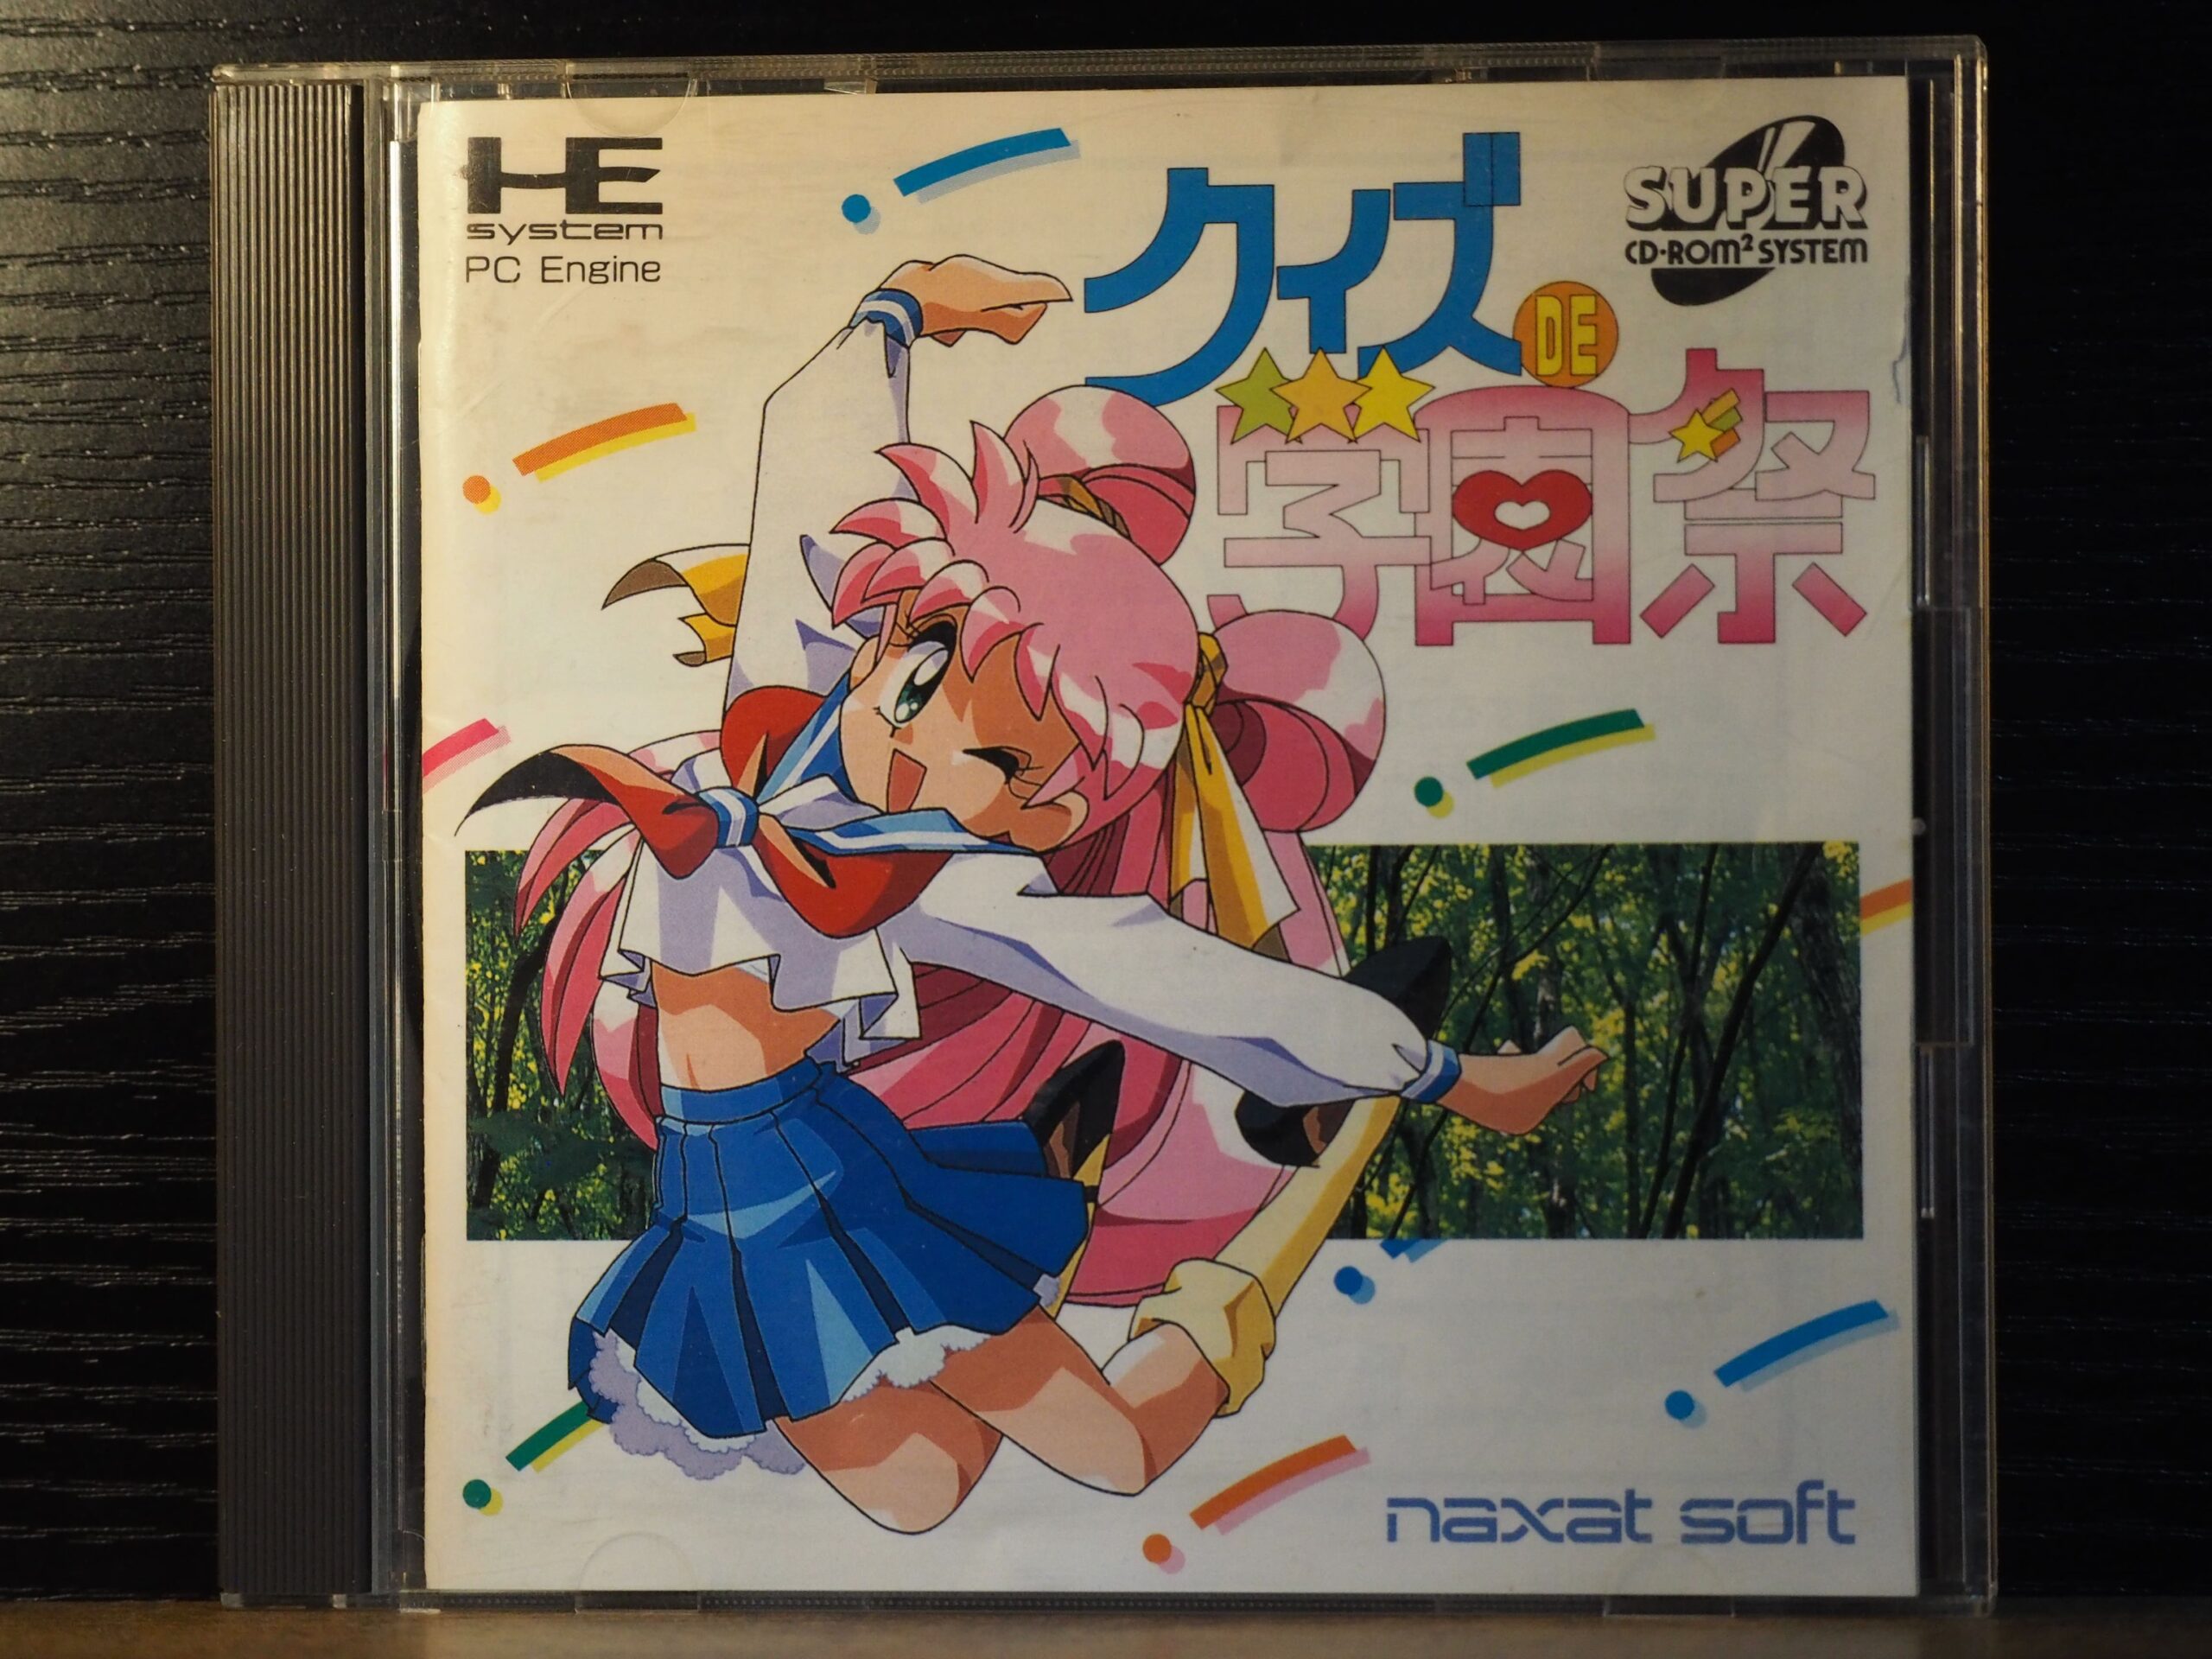 HE
system
PC Engine
クイズ
DE
学園祭
SUPER
CD-ROM² SYSTEM
naxat soft